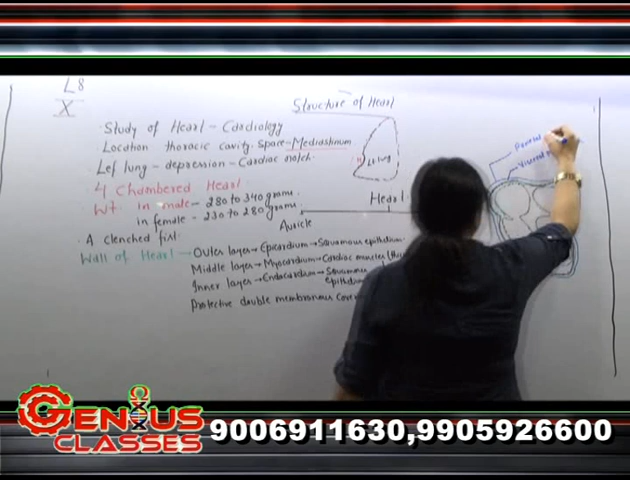 L8
X
Structure of Heart
Study of Heart - Cardiology
Location thoracic cavity. Space - Mediastinum
Lef lung - depression - Cardiac notch.
Lt lung
4 Chambered Heart
Wt. in male - 280 to 340 grams
in female - 230 to 280 grams
Heart
Auricle
A clenched fist.
Wall of Heart → Outer layer → Epicardium → Squamous epithelium
Middle layer → Myocardium → Cardiac muscles
Inner layer → Endocardium → Squamous epithelium
Protective double membranous
GENIUS
CLASSES
9006911630,9905926600